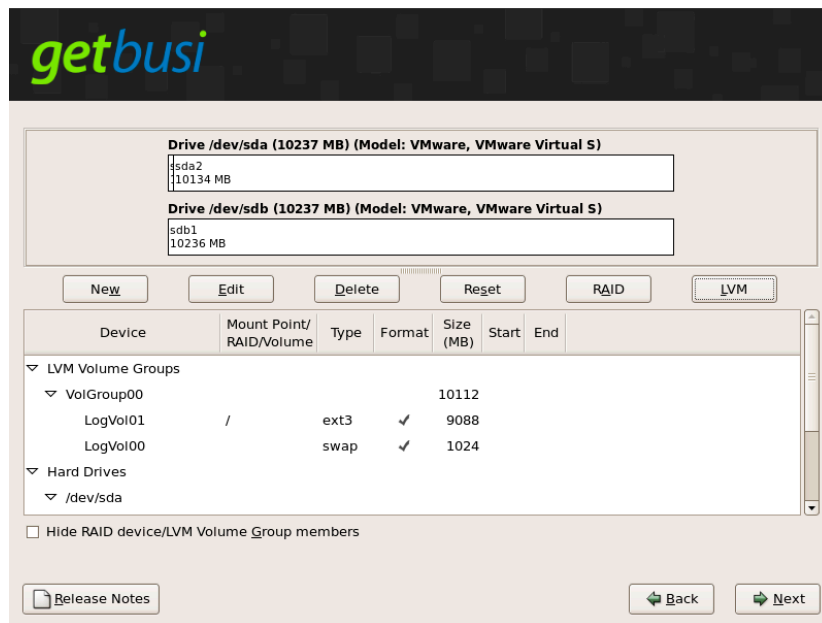 getbusi
Drive /dev/sda (10237 MB) (Model: VMware, VMware Virtual S)
sda2
10134 MB
Drive /dev/sdb (10237 MB) (Model: VMware, VMware Virtual S)
sdb1
10236 MB
New Edit Delete Reset RAID LVM
Device Mount Point/ RAID/Volume Type Format Size (MB) Start End
LVM Volume Groups
VolGroup00 10112
LogVol01 / ext3 ✓ 9088
LogVol00 swap ✓ 1024
Hard Drives
/dev/sda
Hide RAID device/LVM Volume Group members
Release Notes Back Next